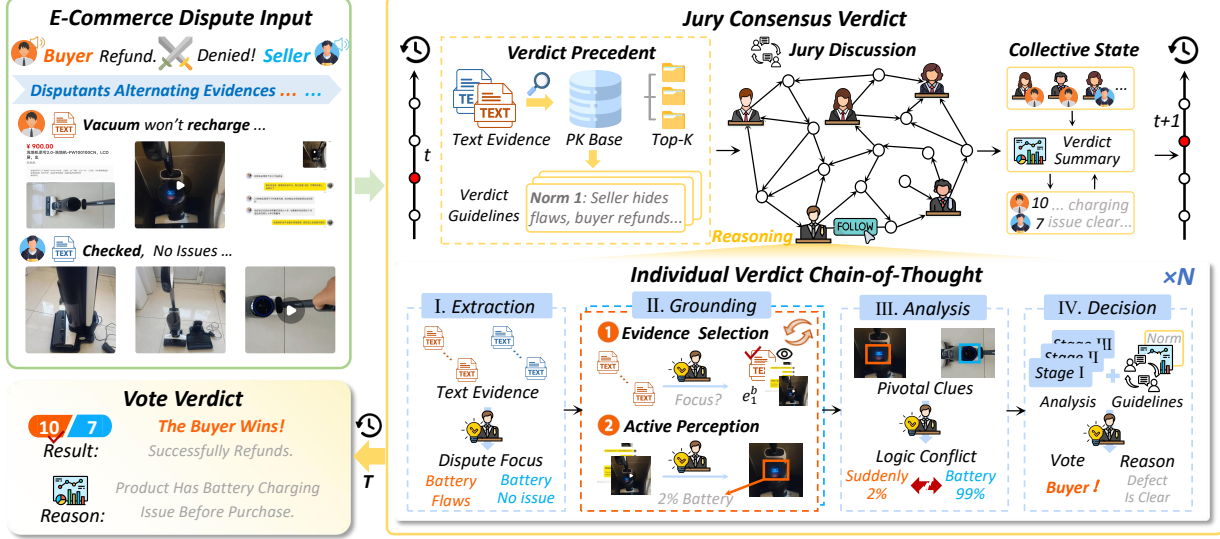 E-Commerce Dispute Input
Buyer Refund. Denied! Seller
Disputants Alternating Evidences ... ...
TEXT
Vacuum won't recharge ...
¥ 900.00
TEXT
Checked, No Issues ...
Vote Verdict
10 / 7
The Buyer Wins!
Result:
Successfully Refunds.
Reason:
Product Has Battery Charging
Issue Before Purchase.
T
Jury Consensus Verdict
t
Verdict Precedent
TEXT
Text Evidence
PK Base
Top-K
Verdict
Guidelines
Norm 1: Seller hides
flaws, buyer refunds...
Jury Discussion
FOLLOW
Reasoning
Collective State
...
Verdict
Summary
10 ... charging
7 issue clear...
t+1
Individual Verdict Chain-of-Thought
×N
I. Extraction
TEXT TEXT
TEXT TEXT
Text Evidence
Dispute Focus
Battery Flaws
Battery No issue
II. Grounding
1 Evidence Selection
TEXT
TEXT
Focus?
e₁ᵇ
2 Active Perception
2% Battery
III. Analysis
Pivotal Clues
Logic Conflict
Suddenly 2%
Battery 99%
IV. Decision
Stage III
Stage II
Stage I
Norm
Analysis
Guidelines
Vote
Buyer!
Reason
Defect
Is Clear